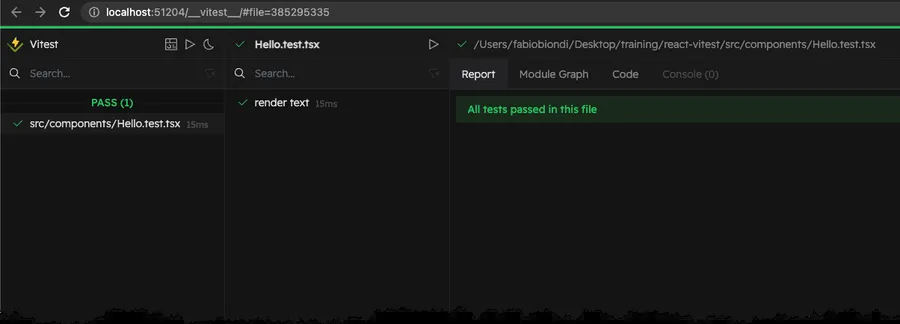 localhost:51204/__vitest__/#file=385295335
Vitest
Hello.test.tsx
/Users/fabiobiondi/Desktop/training/react-vitest/src/components/Hello.test.tsx
Search...
Search...
Report Module Graph Code Console (0)
PASS (1)
render text 15ms
All tests passed in this file
src/components/Hello.test.tsx 15ms